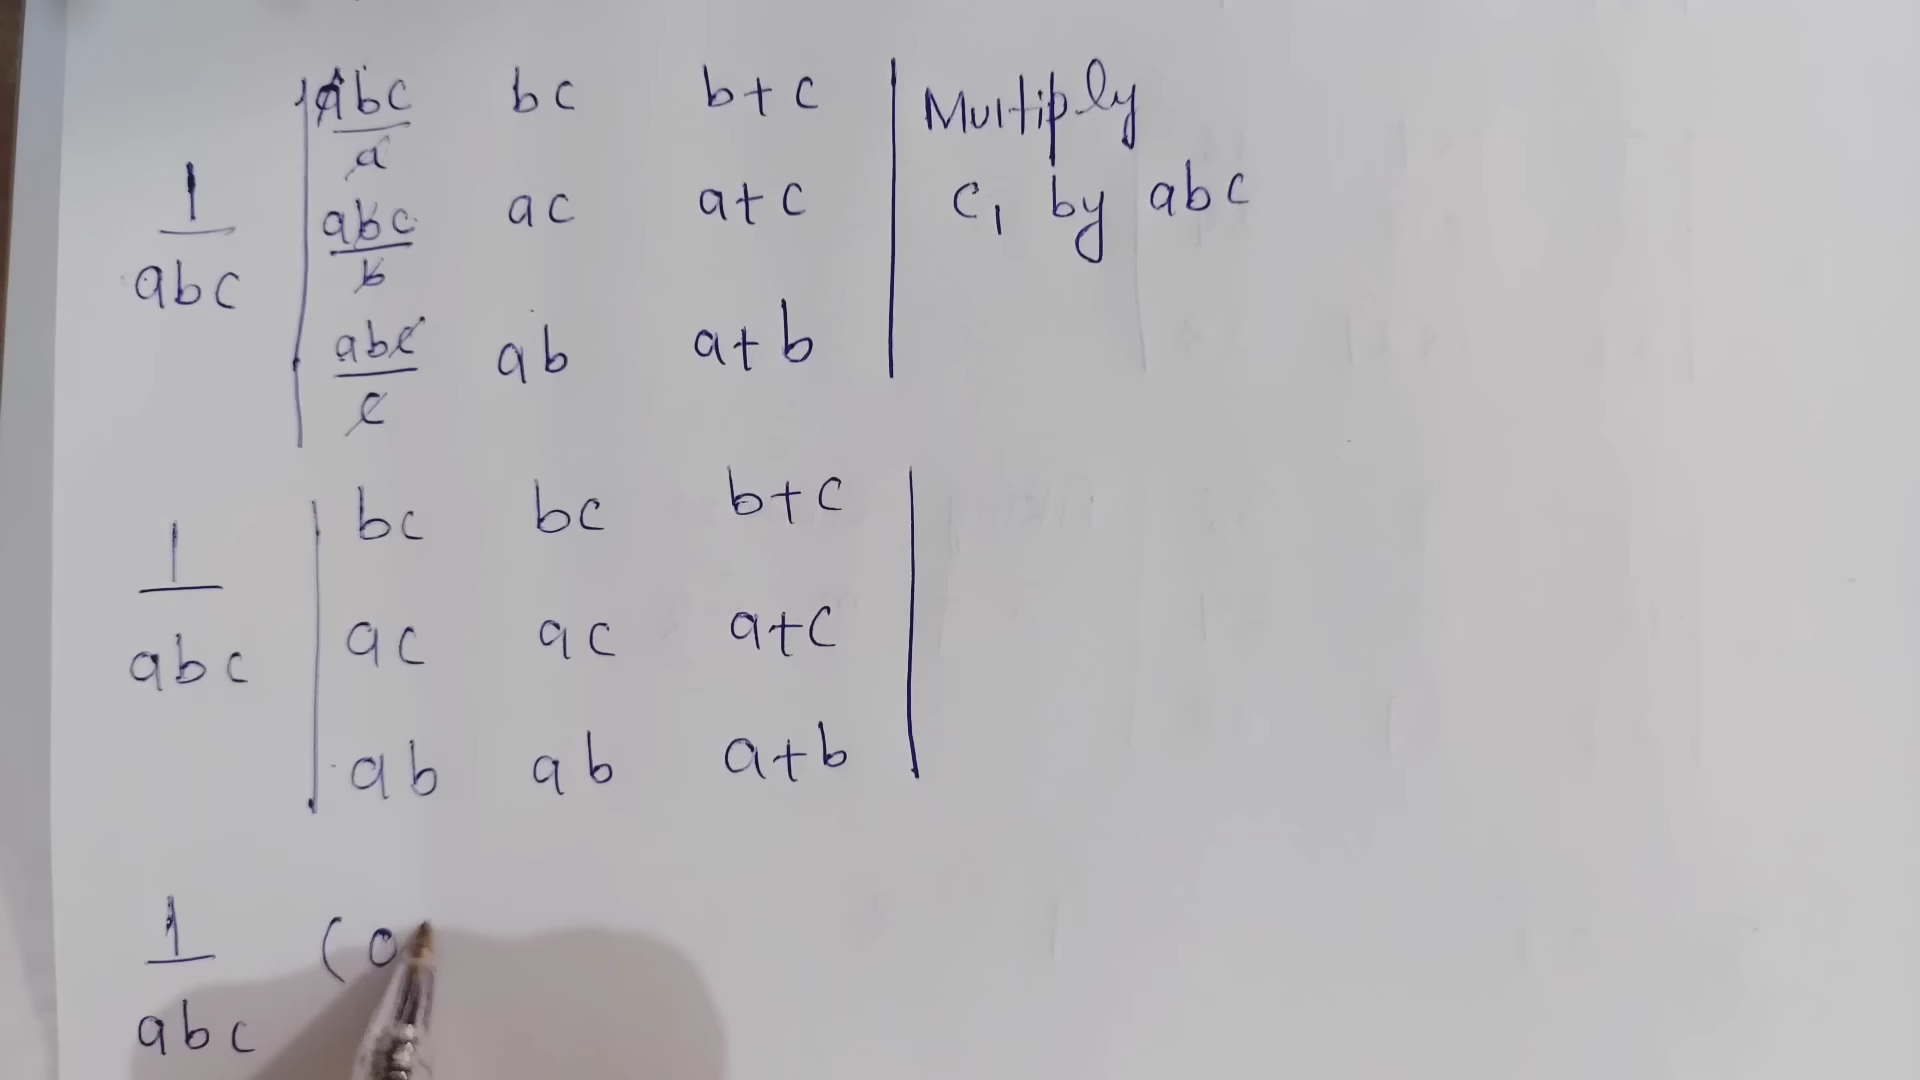 abc/a bc b+c Multiply
1/abc abc/b ac a+c c₁ by abc
abc/c ab a+b
bc bc b+c
1/abc ac ac a+c
ab ab a+b
1/abc (0